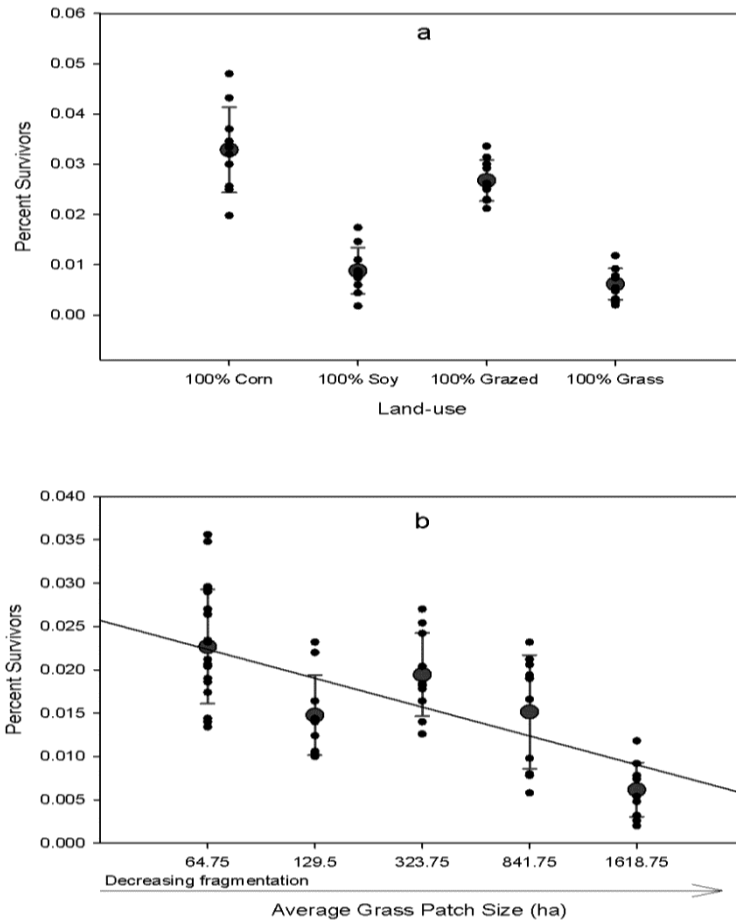 a
0.06
0.05
0.04
0.03
0.02
0.01
0.00
Percent Survivors
100% Corn 100% Soy 100% Grazed 100% Grass
Land-use
b
0.040
0.035
0.030
0.025
0.020
0.015
0.010
0.005
0.000
Percent Survivors
64.75 129.5 323.75 841.75 1618.75
Decreasing fragmentation
Average Grass Patch Size (ha)